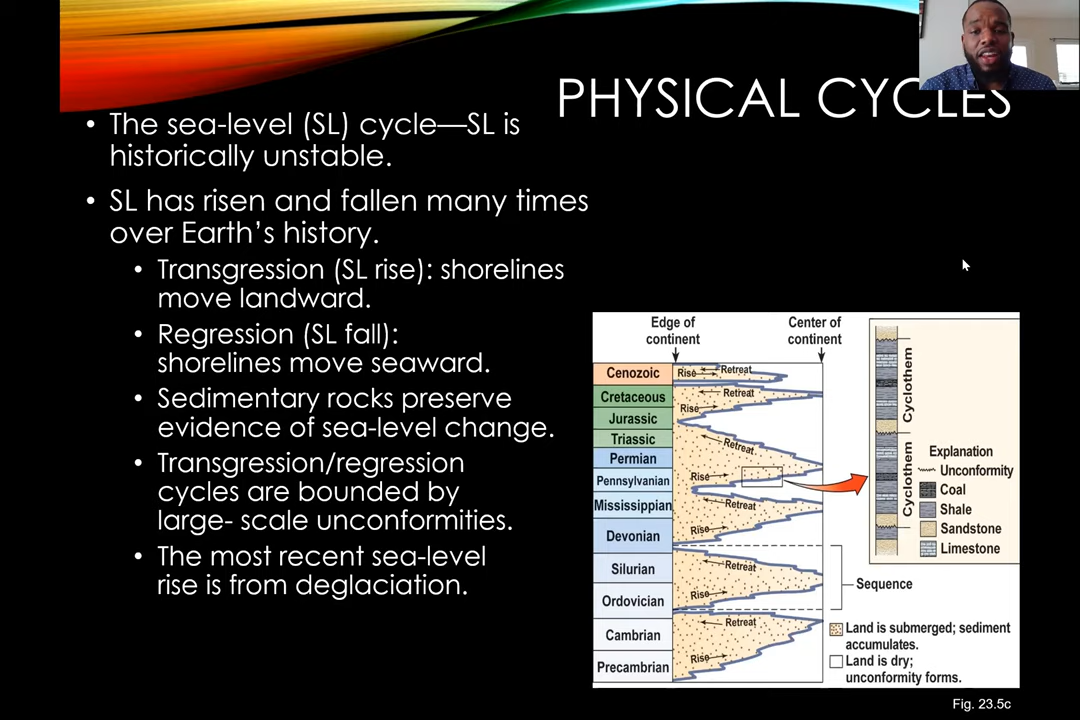 PHYSICAL CYCLES
• The sea-level (SL) cycle—SL is
historically unstable.
• SL has risen and fallen many times
over Earth's history.
• Transgression (SL rise): shorelines
move landward.
• Regression (SL fall):
shorelines move seaward.
• Sedimentary rocks preserve
evidence of sea-level change.
• Transgression/regression
cycles are bounded by
large- scale unconformities.
• The most recent sea-level
rise is from deglaciation.
Edge of
continent
Center of
continent
Cenozoic
Cretaceous
Jurassic
Triassic
Permian
Pennsylvanian
Mississippian
Devonian
Silurian
Ordovician
Cambrian
Precambrian
Rise
Retreat
Retreat
Rise
Retreat
Rise
Retreat
Rise
Retreat
Rise
Retreat
Rise
Cyclothem
Cyclothem
Explanation
Unconformity
Coal
Shale
Sandstone
Limestone
Sequence
Land is submerged; sediment
accumulates.
Land is dry;
unconformity forms.
Fig. 23.5c